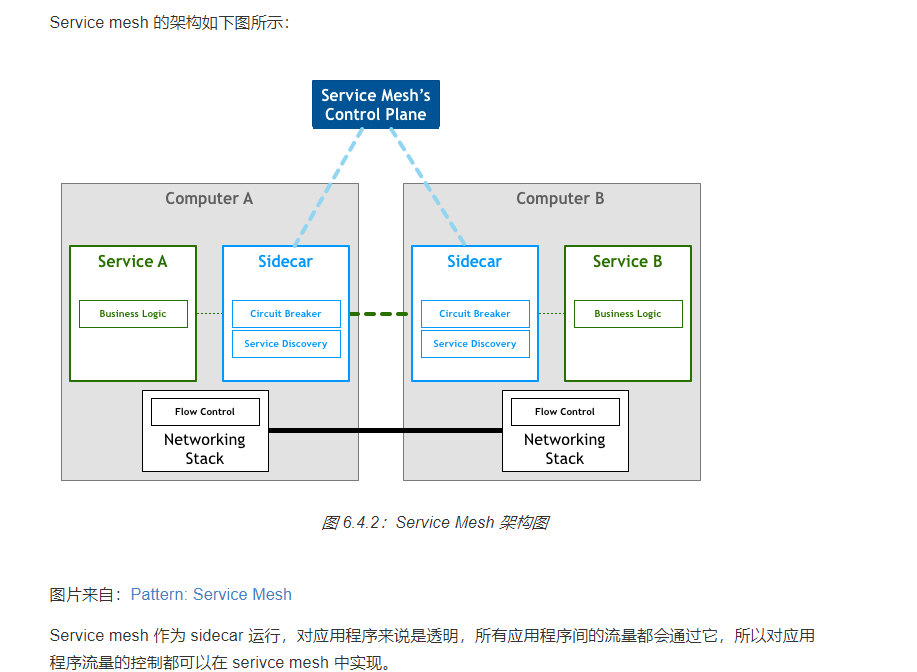 Service mesh 的架构如下图所示：
Service Mesh's
Control Plane
Computer A
Computer B
Service A
Sidecar
Sidecar
Service B
Business Logic
Circuit Breaker
Circuit Breaker
Business Logic
Service Discovery
Service Discovery
Flow Control
Networking
Stack
Flow Control
Networking
Stack
图 6.4.2：Service Mesh 架构图
图片来自：Pattern: Service Mesh
Service mesh 作为 sidecar 运行，对应用程序来说是透明，所有应用程序间的流量都会通过它，所以对应用
程序流量的控制都可以在 serivce mesh 中实现。